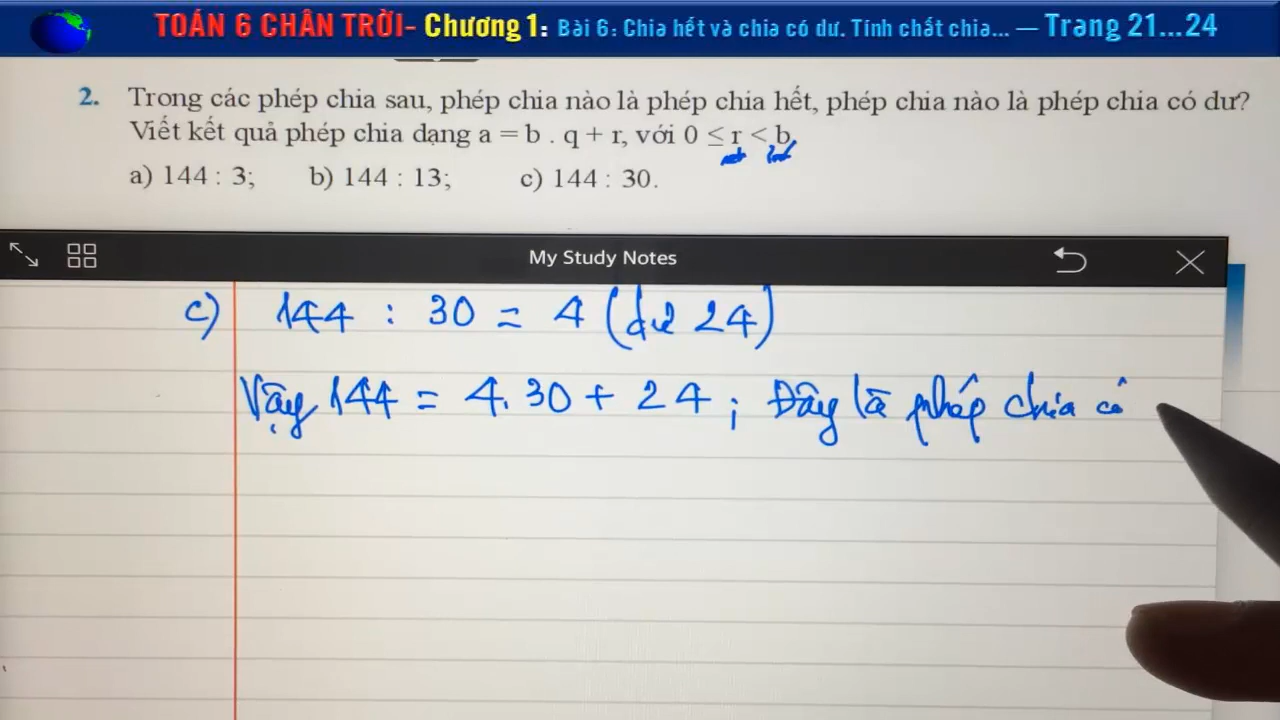 TOÁN 6 CHÂN TRỜI- Chương 1: Bài 6: Chia hết và chia có dư. Tính chất chia... — Trang 21...24
2. Trong các phép chia sau, phép chia nào là phép chia hết, phép chia nào là phép chia có dư?
Viết kết quả phép chia dạng a = b . q + r, với 0 ≤ r < b.
a) 144 : 3; b) 144 : 13; c) 144 : 30.
My Study Notes
c) 144 : 30 = 4 (dư 24)
Vậy 144 = 4.30 + 24 ; Đây là phép chia có